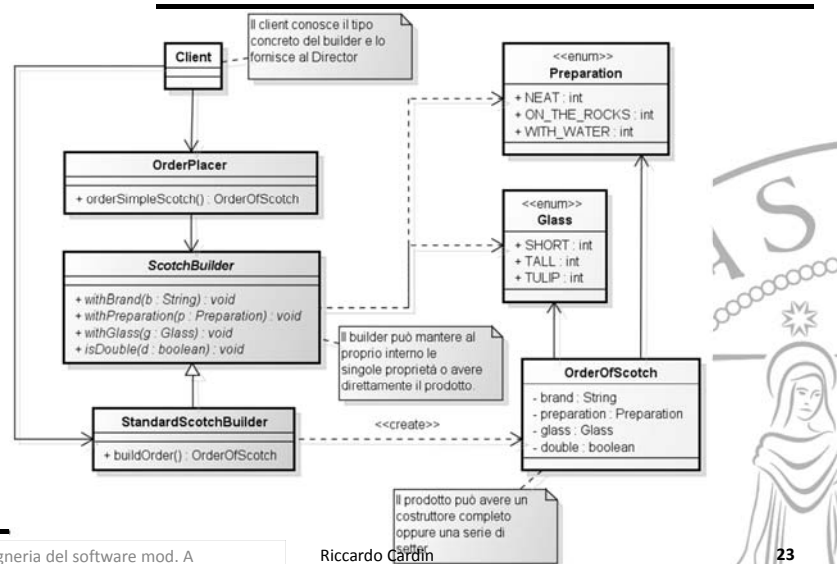 Il client conosce il tipo
concreto del builder e lo
fornisce al Director
Client
<<enum>>
Preparation
+ NEAT : int
+ ON_THE_ROCKS : int
+ WITH_WATER : int
OrderPlacer
+ orderSimpleScotch() : OrderOfScotch
<<enum>>
Glass
+ SHORT : int
+ TALL : int
+ TULIP : int
ScotchBuilder
+ withBrand(b : String) : void
+ withPreparation(p : Preparation) : void
+ withGlass(g : Glass) : void
+ isDouble(d : boolean) : void
Il builder può mantere al
proprio interno le
singole proprietà o avere
direttamente il prodotto.
OrderOfScotch
- brand : String
- preparation : Preparation
- glass : Glass
- double : boolean
StandardScotchBuilder
+ buildOrder() : OrderOfScotch
<<create>>
Il prodotto può avere un
costruttore completo
oppure una serie di
setter
gneria del software mod. A
Riccardo Cardin
23
AS